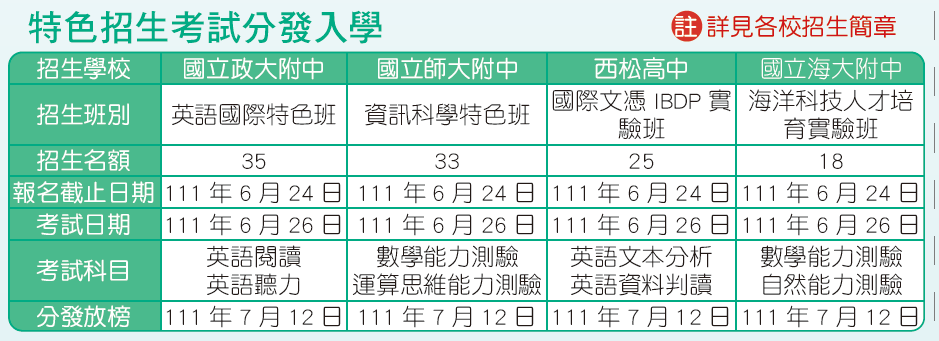 特色招生考試分發入學
註 詳見各校招生簡章
招生學校 國立政大附中 國立師大附中 西松高中 國立海大附中
招生班別 英語國際特色班 資訊科學特色班 國際文憑 IBDP 實 海洋科技人才培
驗班 育實驗班
招生名額 35 33 25 18
報名截止日期 111 年 6 月 24 日 111 年 6 月 24 日 111 年 6 月 24 日 111 年 6 月 24 日
考試日期 111 年 6 月 26 日 111 年 6 月 26 日 111 年 6 月 26 日 111 年 6 月 26 日
考試科目 英語閱讀 數學能力測驗 英語文本分析 數學能力測驗
英語聽力 運算思維能力測驗 英語資料判讀 自然能力測驗
分發放榜 111 年 7 月 12 日 111 年 7 月 12 日 111 年 7 月 12 日 111 年 7 月 12 日